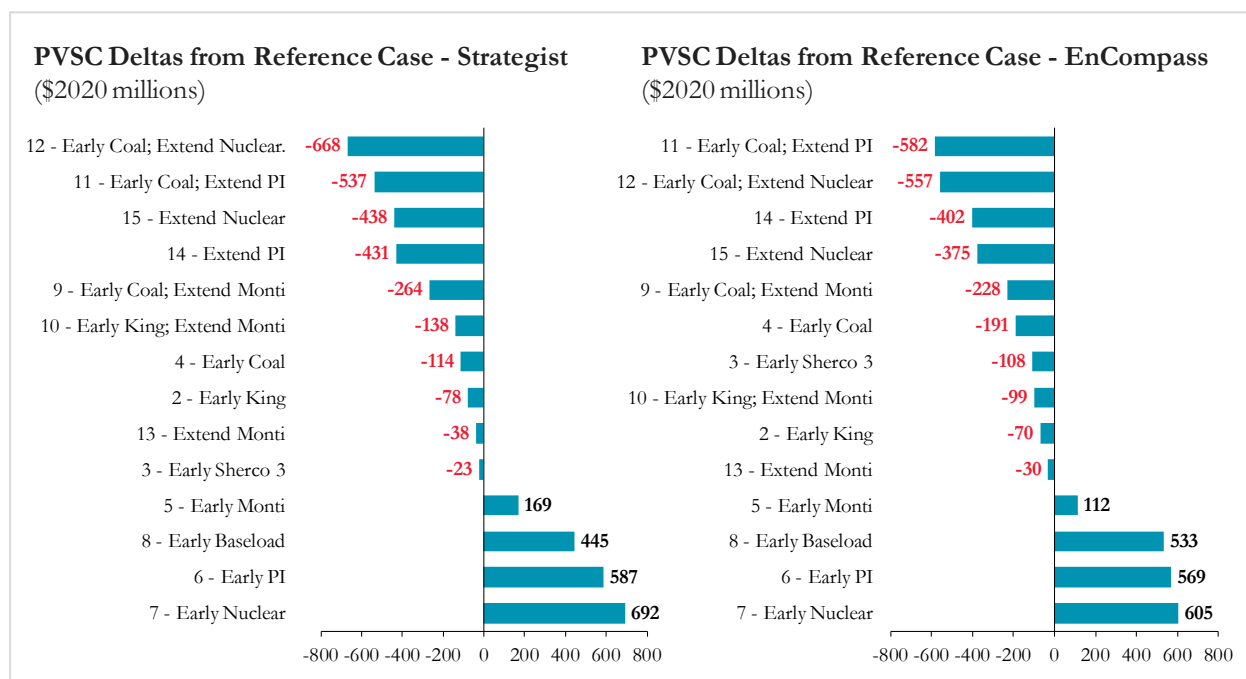 PVSC Deltas from Reference Case - Strategist
($2020 millions)
12 - Early Coal; Extend Nuclear. -668
11 - Early Coal; Extend PI -537
15 - Extend Nuclear -438
14 - Extend PI -431
9 - Early Coal; Extend Monti -264
10 - Early King; Extend Monti -138
4 - Early Coal -114
2 - Early King -78
13 - Extend Monti -38
3 - Early Sherco 3 -23
5 - Early Monti 169
8 - Early Baseload 445
6 - Early PI 587
7 - Early Nuclear 692
-800 -600 -400 -200 0 200 400 600 800
PVSC Deltas from Reference Case - EnCompass
($2020 millions)
11 - Early Coal; Extend PI -582
12 - Early Coal; Extend Nuclear -557
14 - Extend PI -402
15 - Extend Nuclear -375
9 - Early Coal; Extend Monti -228
4 - Early Coal -191
3 - Early Sherco 3 -108
10 - Early King; Extend Monti -99
2 - Early King -70
13 - Extend Monti -30
5 - Early Monti 112
8 - Early Baseload 533
6 - Early PI 569
7 - Early Nuclear 605
-800 -600 -400 -200 0 200 400 600 800